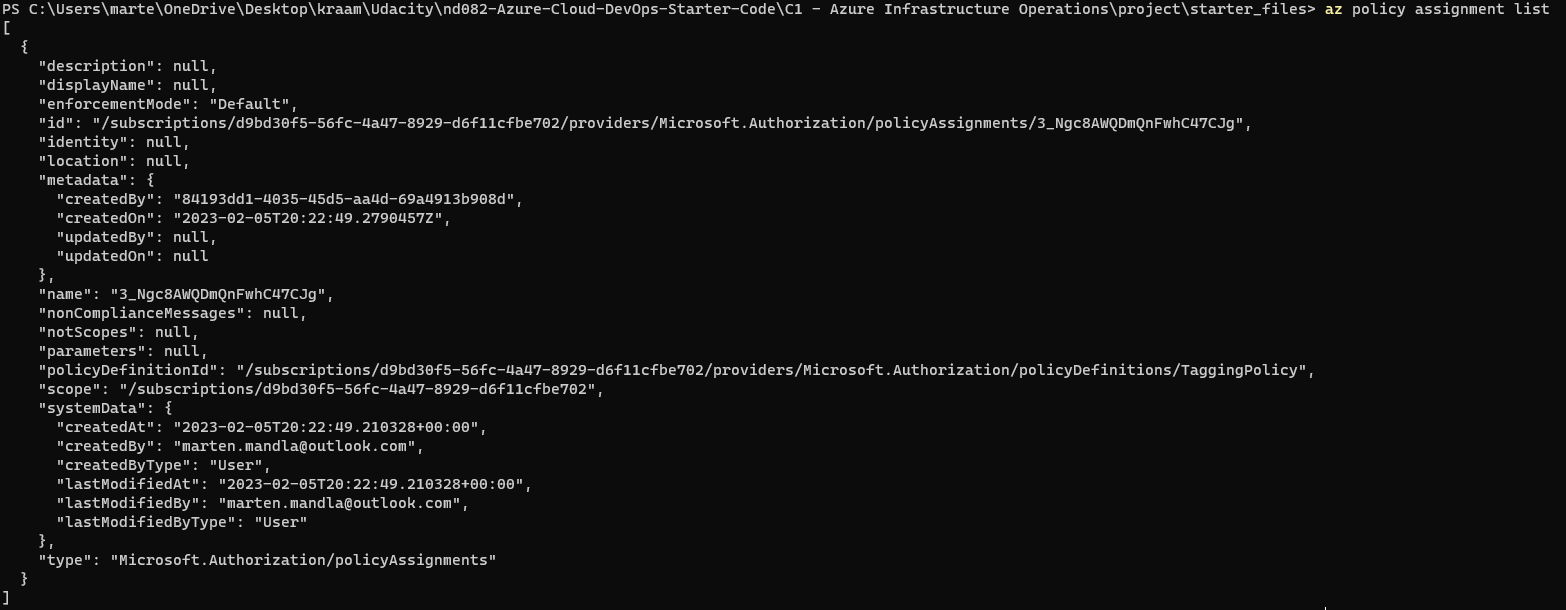 PS C:\Users\marte\OneDrive\Desktop\kraam\Udacity\nd082-Azure-Cloud-DevOps-Starter-Code\C1 - Azure Infrastructure Operations\project\starter_files> az policy assignment list
[
  {
    "description": null,
    "displayName": null,
    "enforcementMode": "Default",
    "id": "/subscriptions/d9bd30f5-56fc-4a47-8929-d6f11cfbe702/providers/Microsoft.Authorization/policyAssignments/3_Ngc8AWQDmQnFwhC47CJg",
    "identity": null,
    "location": null,
    "metadata": {
      "createdBy": "84193dd1-4035-45d5-aa4d-69a4913b908d",
      "createdOn": "2023-02-05T20:22:49.2790457Z",
      "updatedBy": null,
      "updatedOn": null
    },
    "name": "3_Ngc8AWQDmQnFwhC47CJg",
    "nonComplianceMessages": null,
    "notScopes": null,
    "parameters": null,
    "policyDefinitionId": "/subscriptions/d9bd30f5-56fc-4a47-8929-d6f11cfbe702/providers/Microsoft.Authorization/policyDefinitions/TaggingPolicy",
    "scope": "/subscriptions/d9bd30f5-56fc-4a47-8929-d6f11cfbe702",
    "systemData": {
      "createdAt": "2023-02-05T20:22:49.210328+00:00",
      "createdBy": "marten.mandla@outlook.com",
      "createdByType": "User",
      "lastModifiedAt": "2023-02-05T20:22:49.210328+00:00",
      "lastModifiedBy": "marten.mandla@outlook.com",
      "lastModifiedByType": "User"
    },
    "type": "Microsoft.Authorization/policyAssignments"
  }
]